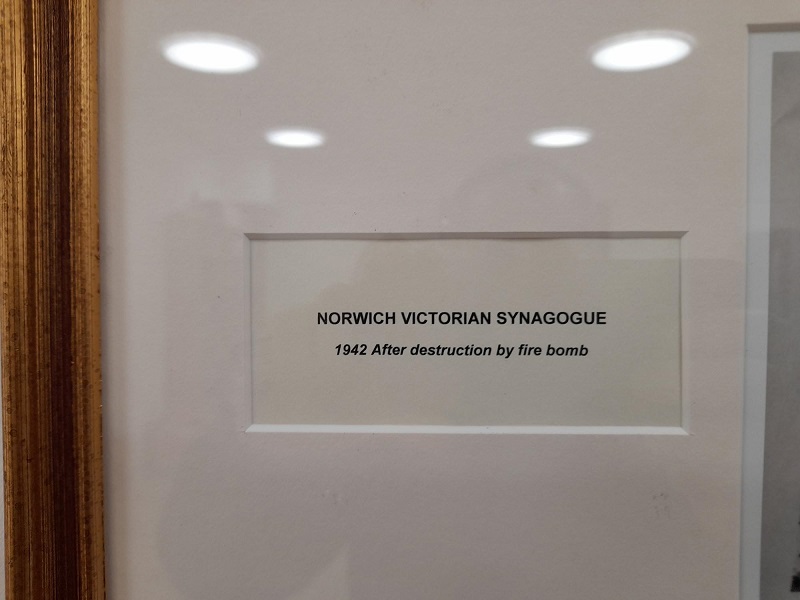 NORWICH VICTORIAN SYNAGOGUE
1942 After destruction by fire bomb